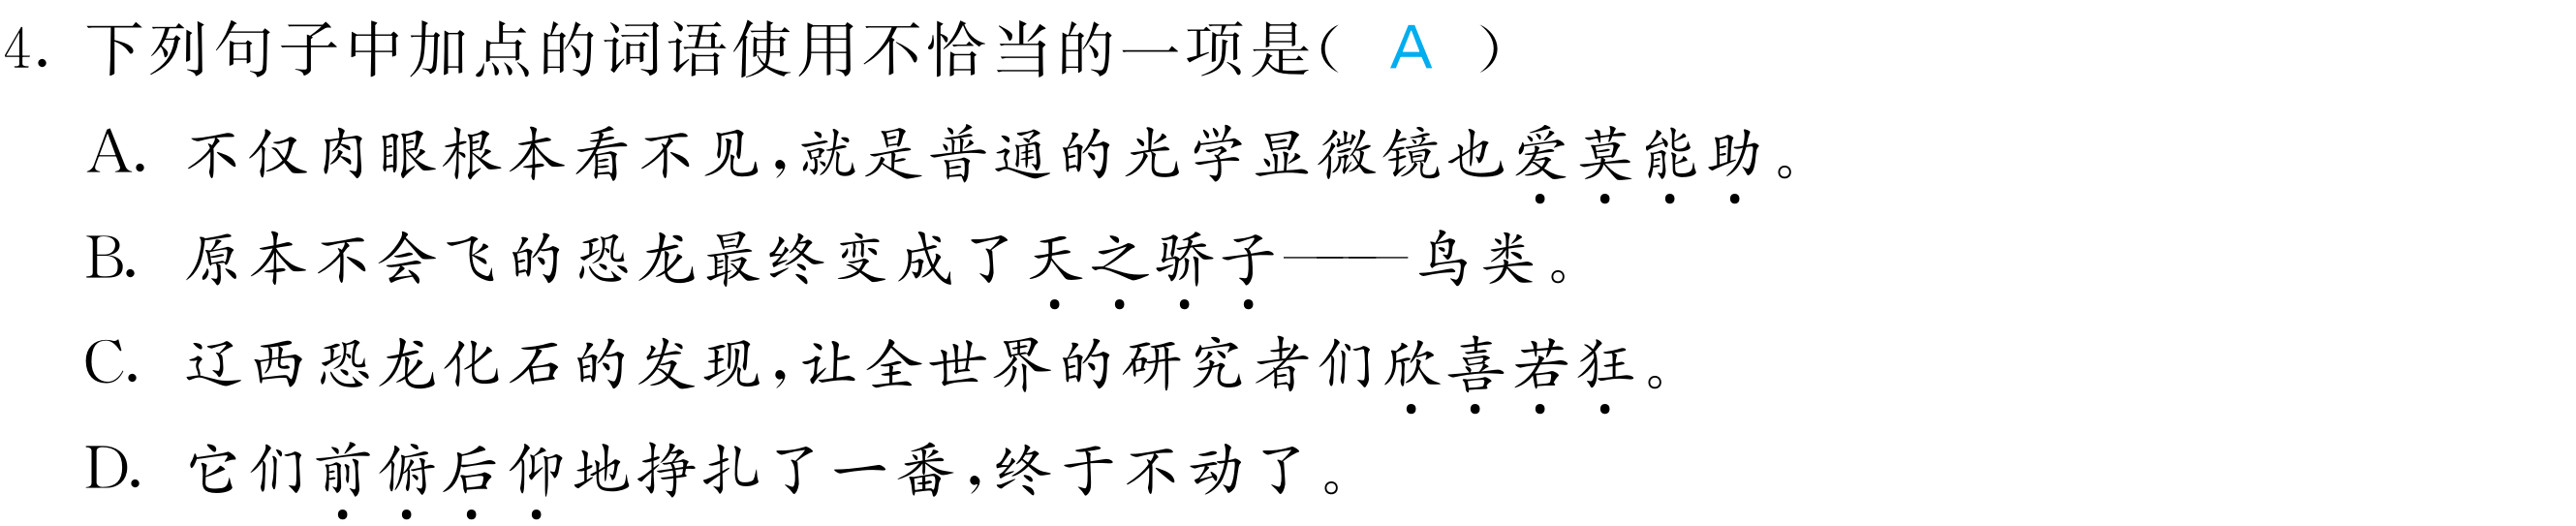 4. 下列句子中加点的词语使用不恰当的一项是( A )
A. 不仅肉眼根本看不见,就是普通的光学显微镜也爱莫能助。
B. 原本不会飞的恐龙最终变成了天之骄子——鸟类。
C. 辽西恐龙化石的发现,让全世界的研究者们欣喜若狂。
D. 它们前俯后仰地挣扎了一番,终于不动了。